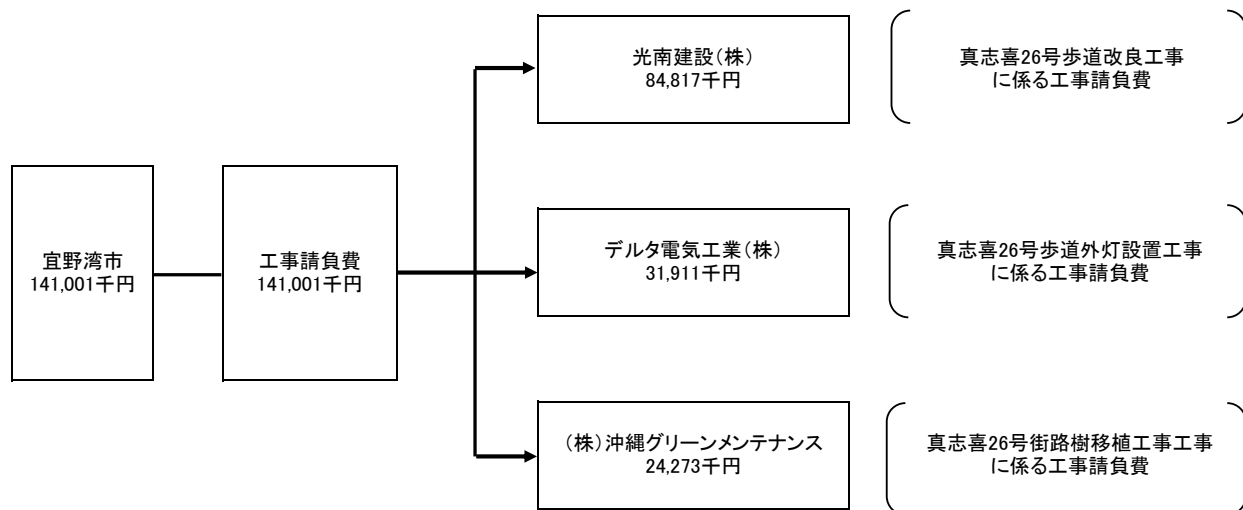 宜野湾市
141,001千円
工事請負費
141,001千円
光南建設(株)
84,817千円
真志喜26号歩道改良工事
に係る工事請負費
デルタ電気工業(株)
31,911千円
真志喜26号歩道外灯設置工事
に係る工事請負費
(株)沖縄グリーンメンテナンス
24,273千円
真志喜26号街路樹移植工事工事
に係る工事請負費